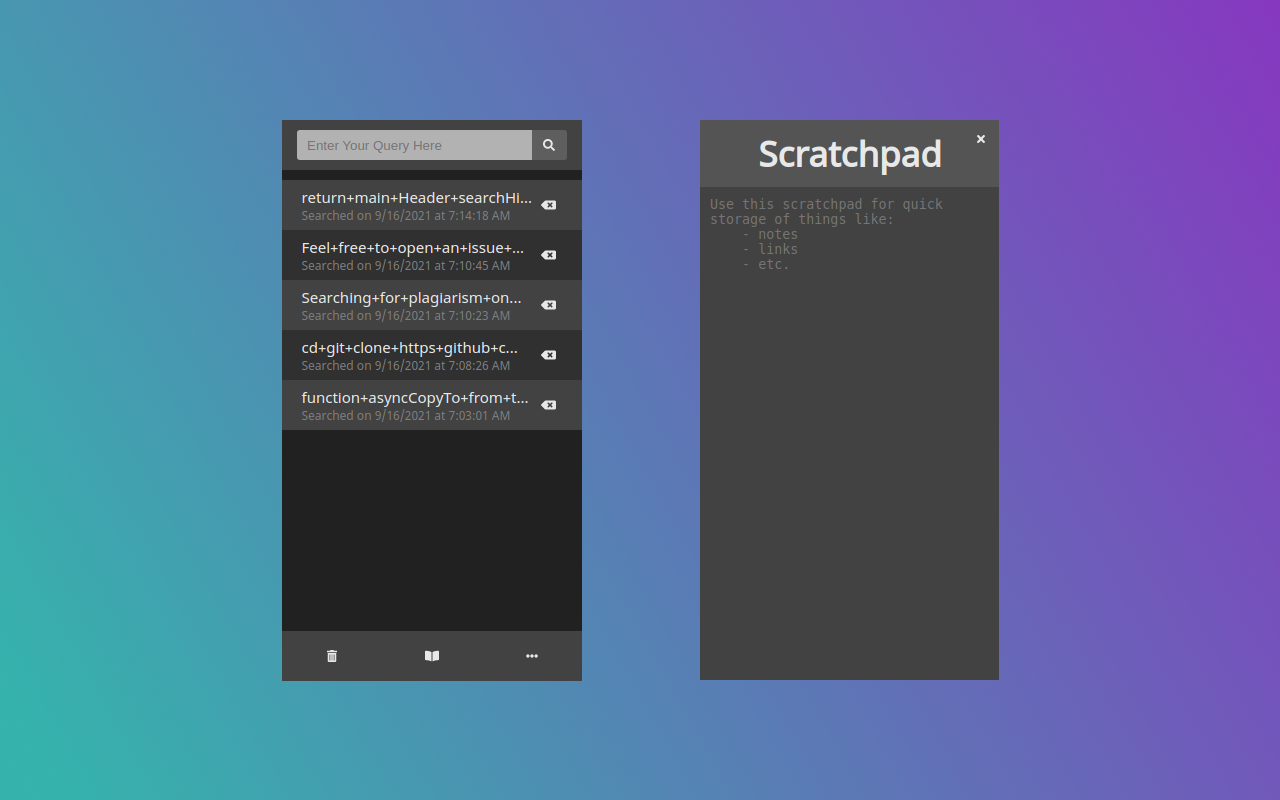 Enter Your Query Here
return+main+Header+searchHi...
Searched on 9/16/2021 at 7:14:18 AM
Feel+free+to+open+an+issue+...
Searched on 9/16/2021 at 7:10:45 AM
Searching+for+plagiarism+on...
Searched on 9/16/2021 at 7:10:23 AM
cd+git+clone+https+github+c...
Searched on 9/16/2021 at 7:08:26 AM
function+asyncCopyTo+from+t...
Searched on 9/16/2021 at 7:03:01 AM
Scratchpad
Use this scratchpad for quick
storage of things like:
- notes
- links
- etc.